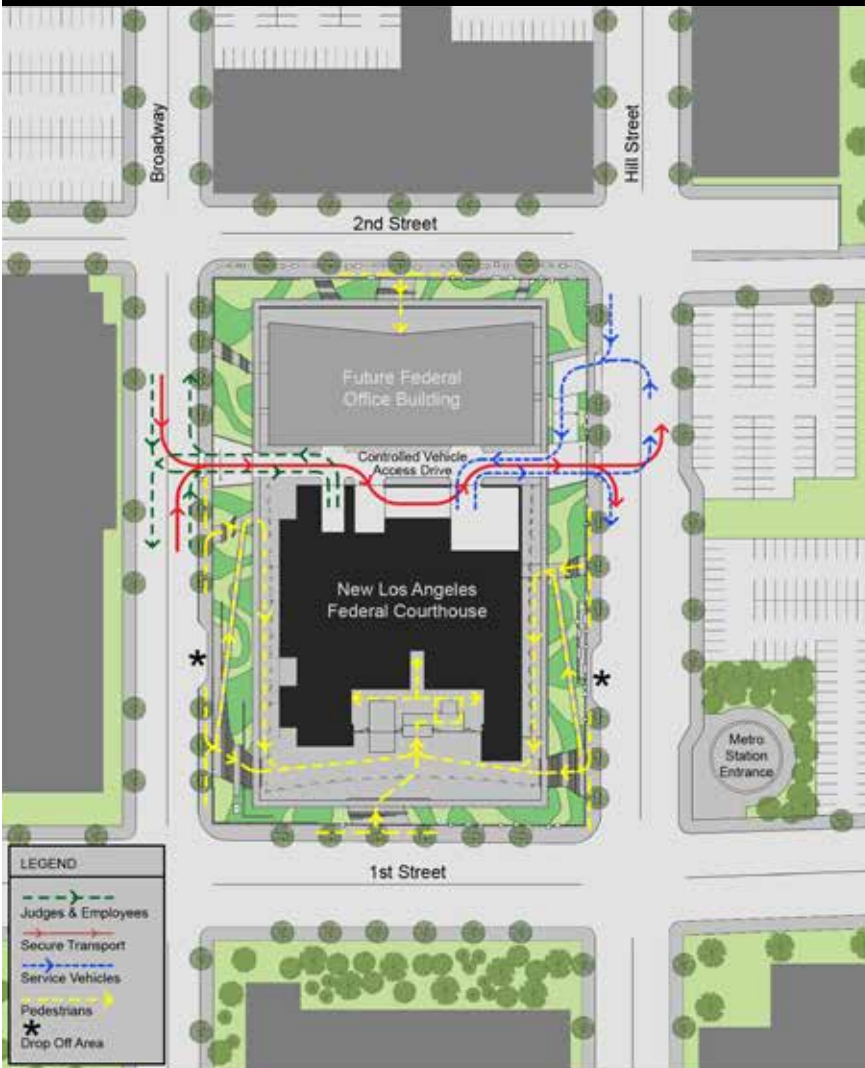 Broadway
Hill Street
2nd Street
Future Federal
Office Building
Controlled Vehicle
Access Drive
New Los Angeles
Federal Courthouse
Metro
Station
Entrance
1st Street
LEGEND
Judges & Employees
Secure Transport
Service Vehicles
Pedestrians
Drop Off Area